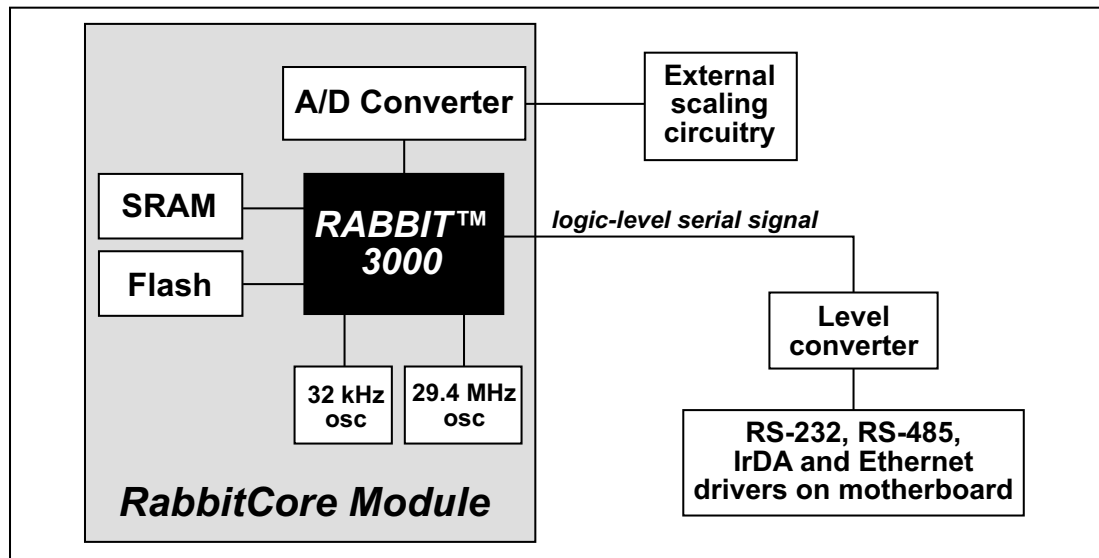 A/D Converter
External
scaling
circuitry
SRAM
RABBIT™
3000
logic-level serial signal
Flash
Level
converter
32 kHz
osc
29.4 MHz
osc
RS-232, RS-485,
IrDA and Ethernet
drivers on motherboard
RabbitCore Module